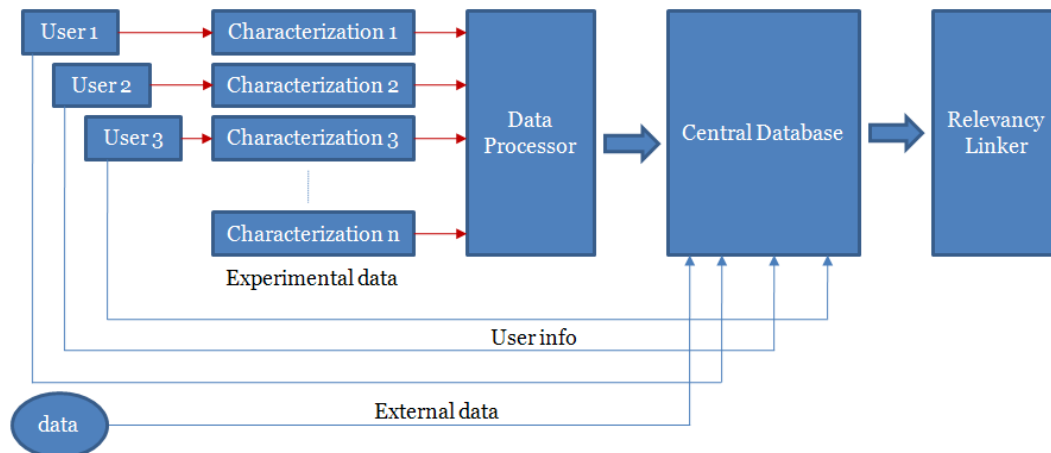 User 1
Characterization 1
User 2
Characterization 2
User 3
Characterization 3
Characterization n
Experimental data
Data
Processor
Central Database
Relevancy
Linker
User info
External data
data